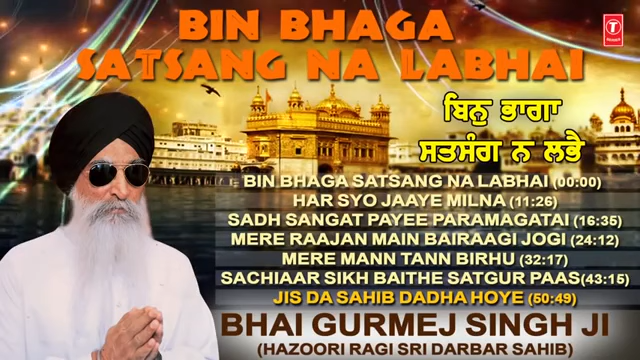 BIN BHAGA
SATSANG NA LABHAI
T
T-SERIES
ਬਿਨੁ ਭਾਗਾ
ਸਤਸੰਗ ਨ ਲਭੈ
BIN BHAGA SATSANG NA LABHAI (00:00)
HAR SYO JAAYE MILNA (11:26)
SADH SANGAT PAYEE PARAMAGATAI (16:35)
MERE RAAJAN MAIN BAIRAAGI JOGI (24:12)
MERE MANN TANN BIRHU (32:17)
SACHIAAR SIKH BAITHE SATGUR PAAS(43:15)
JIS DA SAHIB DADHA HOYE (50:49)
BHAI GURMEJ SINGH JI
(HAZOORI RAGI SRI DARBAR SAHIB)